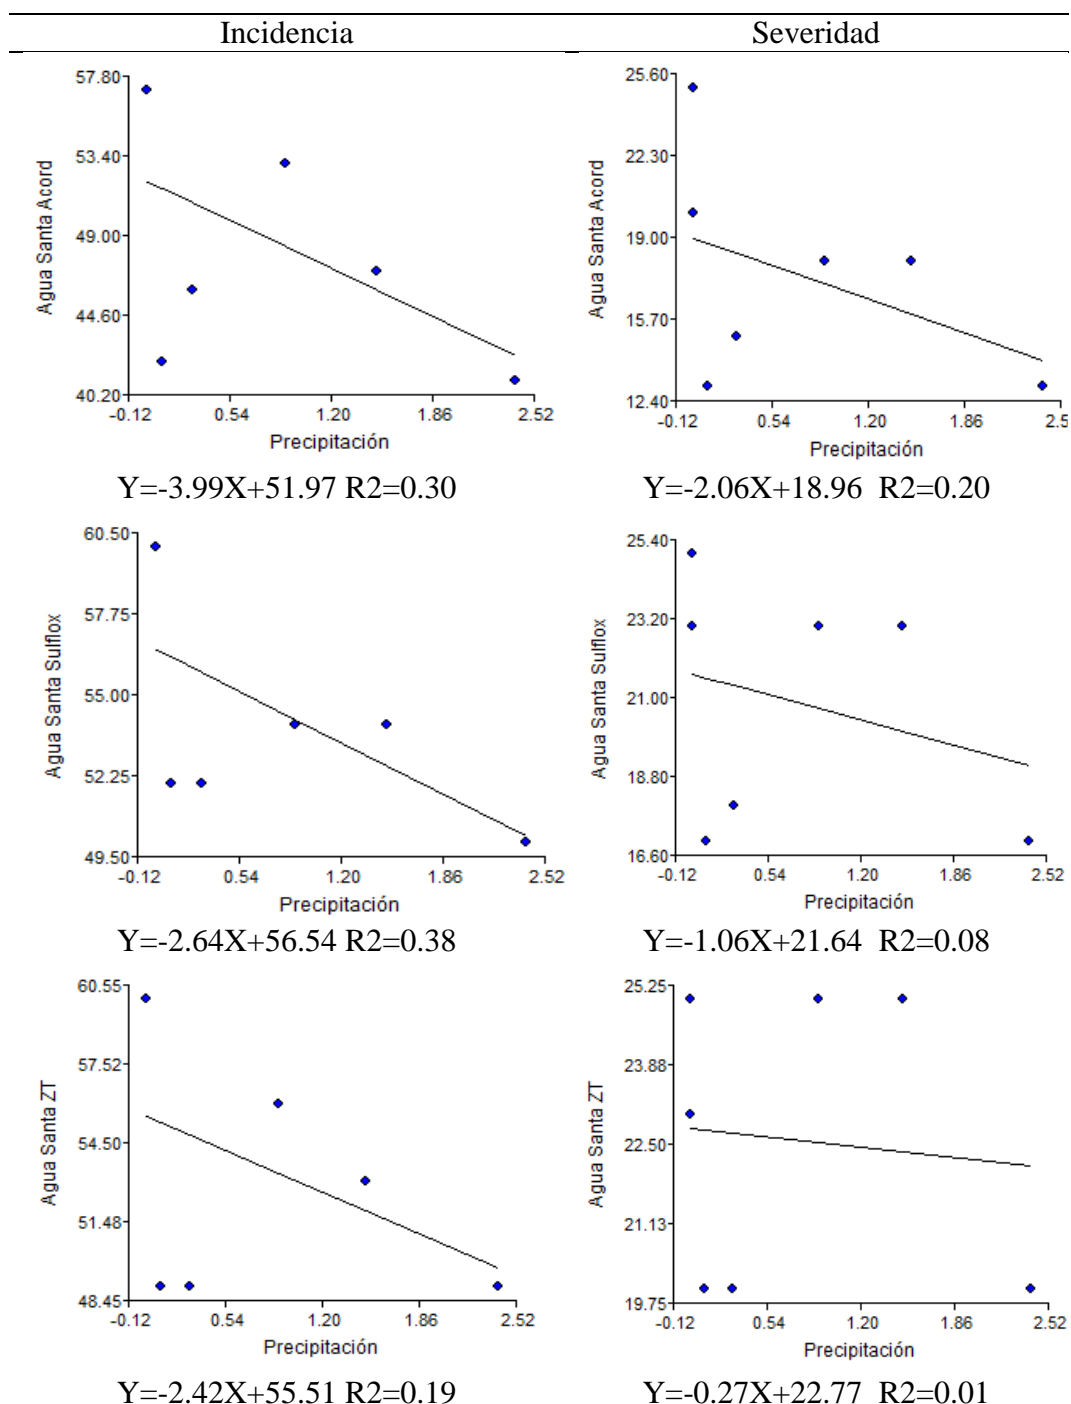 Incidencia Severidad
57.80
53.40
49.00
44.60
40.20
Agua Santa Acord
-0.12 0.54 1.20 1.86 2.52
Precipitación
25.60
22.30
19.00
15.70
12.40
Agua Santa Acord
-0.12 0.54 1.20 1.86 2.5
Precipitación
Y=-3.99X+51.97 R2=0.30 Y=-2.06X+18.96 R2=0.20
60.50
57.75
55.00
52.25
49.50
Agua Santa Sulflox
-0.12 0.54 1.20 1.86 2.52
Precipitación
25.40
23.20
21.00
18.80
16.60
Agua Santa Sulflox
-0.12 0.54 1.20 1.86 2.52
Precipitación
Y=-2.64X+56.54 R2=0.38 Y=-1.06X+21.64 R2=0.08
60.55
57.52
54.50
51.48
48.45
Agua Santa ZT
-0.12 0.54 1.20 1.86 2.52
Precipitación
25.25
23.88
22.50
21.13
19.75
Agua Santa ZT
-0.12 0.54 1.20 1.86 2.52
Precipitación
Y=-2.42X+55.51 R2=0.19 Y=-0.27X+22.77 R2=0.01